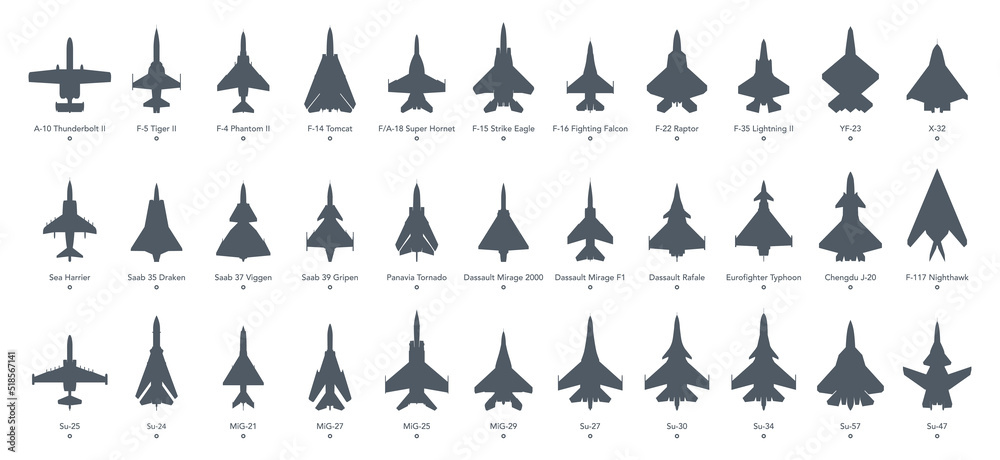 A-10 Thunderbolt II
F-5 Tiger II
F-4 Phantom II
F-14 Tomcat
F/A-18 Super Hornet
F-15 Strike Eagle
F-16 Fighting Falcon
F-22 Raptor
F-35 Lightning II
YF-23
X-32
Sea Harrier
Saab 35 Draken
Saab 37 Viggen
Saab 39 Gripen
Panavia Tornado
Dassault Mirage 2000
Dassault Mirage F1
Dassault Rafale
Eurofighter Typhoon
Chengdu J-20
F-117 Nighthawk
Su-25
Su-24
MiG-21
MiG-27
MiG-25
MiG-29
Su-27
Su-30
Su-34
Su-57
Su-47
Adobe Stock | #518567141